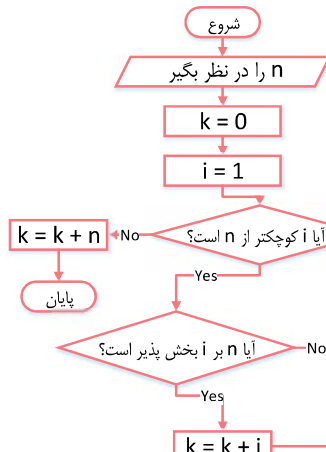 شروع
n را در نظر بگیر
k = 0
i = 1
آیا i کوچکتر از n است؟
No
k = k + n
پایان
Yes
آیا n بر i بخش پذیر است؟
No
Yes
k = k + i